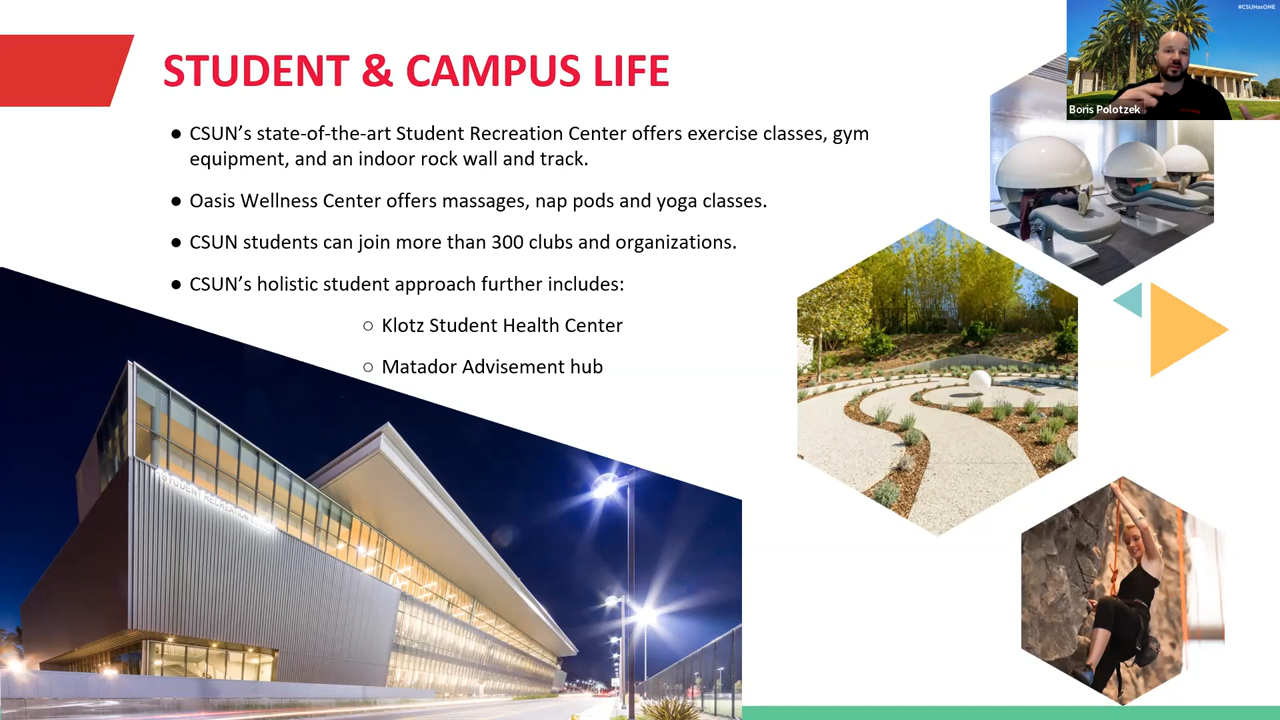 #CSUNasONE
Boris Polotzek
STUDENT & CAMPUS LIFE
● CSUN's state-of-the-art Student Recreation Center offers exercise classes, gym
equipment, and an indoor rock wall and track.
● Oasis Wellness Center offers massages, nap pods and yoga classes.
● CSUN students can join more than 300 clubs and organizations.
● CSUN's holistic student approach further includes:
○ Klotz Student Health Center
○ Matador Advisement hub
STUDENT RECREATION